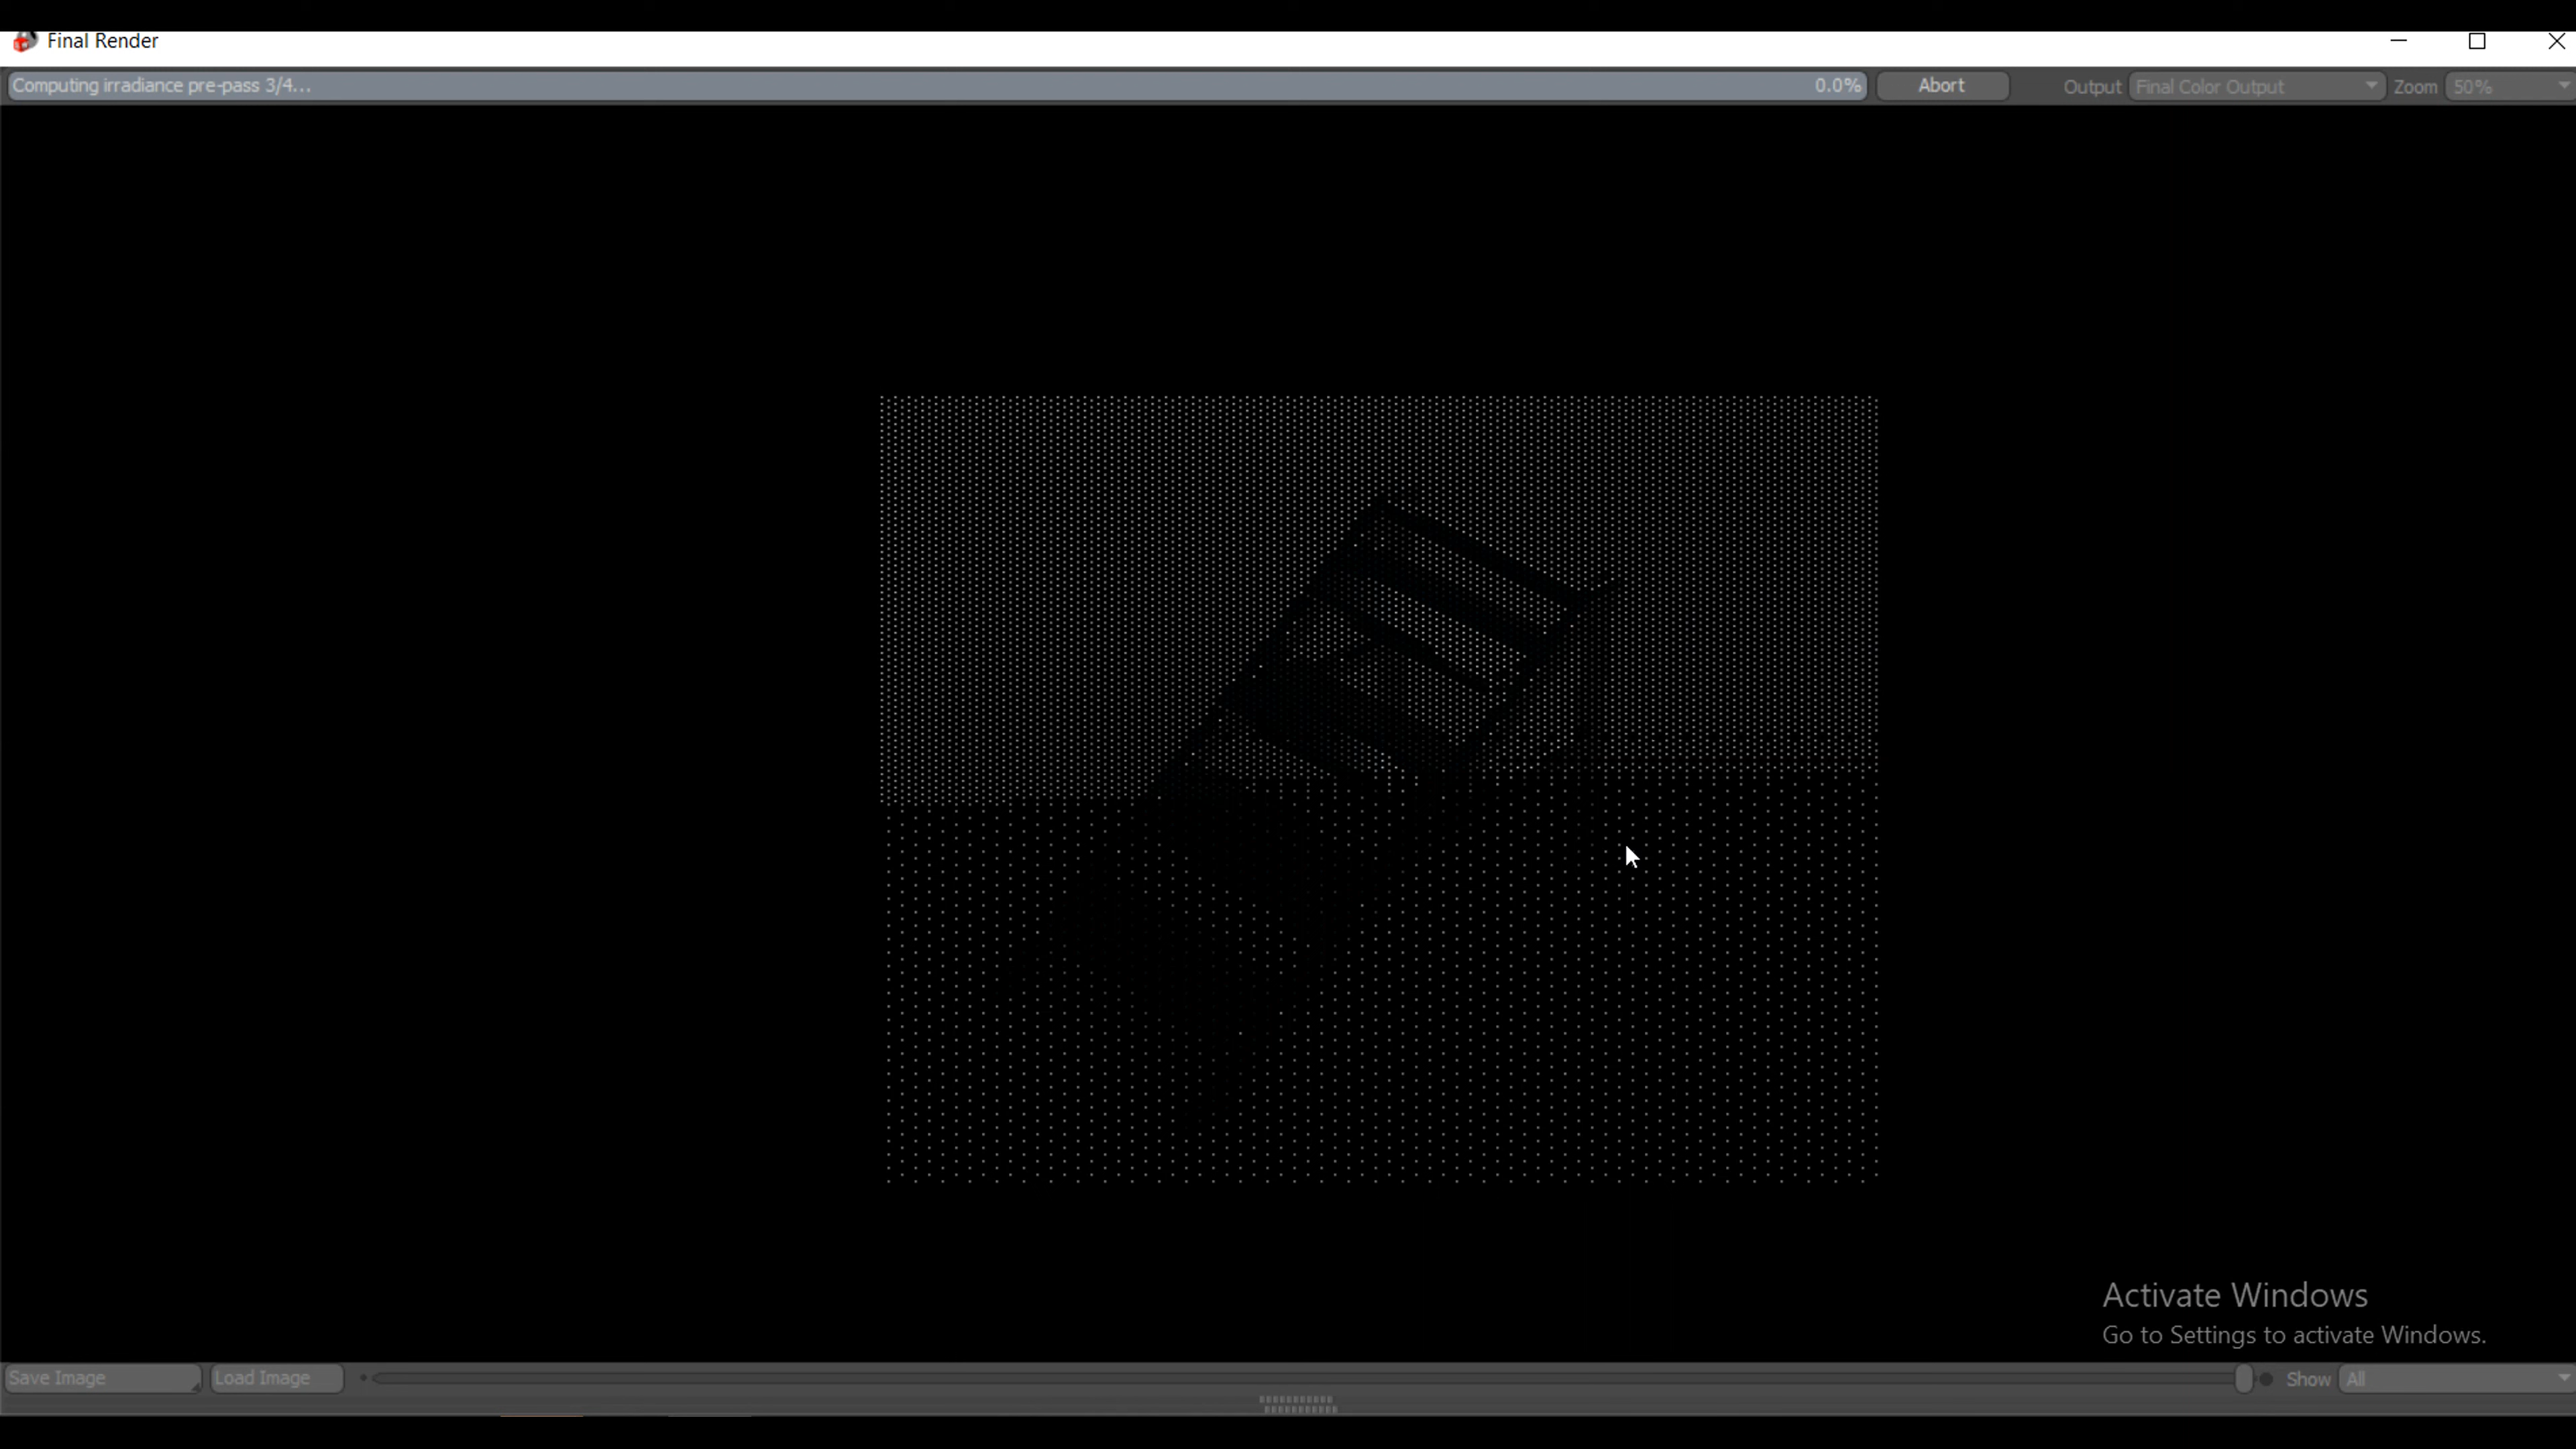 Final Render
Computing irradiance pre-pass 3/4... 0.0% Abort Output Final Color Output Zoom 50%
Activate Windows
Go to Settings to activate Windows.
Save Image Load Image Show All